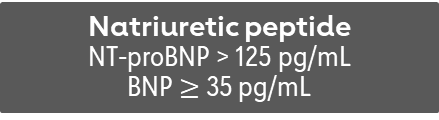 Natriuretic peptide
NT-proBNP > 125 pg/mL
BNP ≥ 35 pg/mL